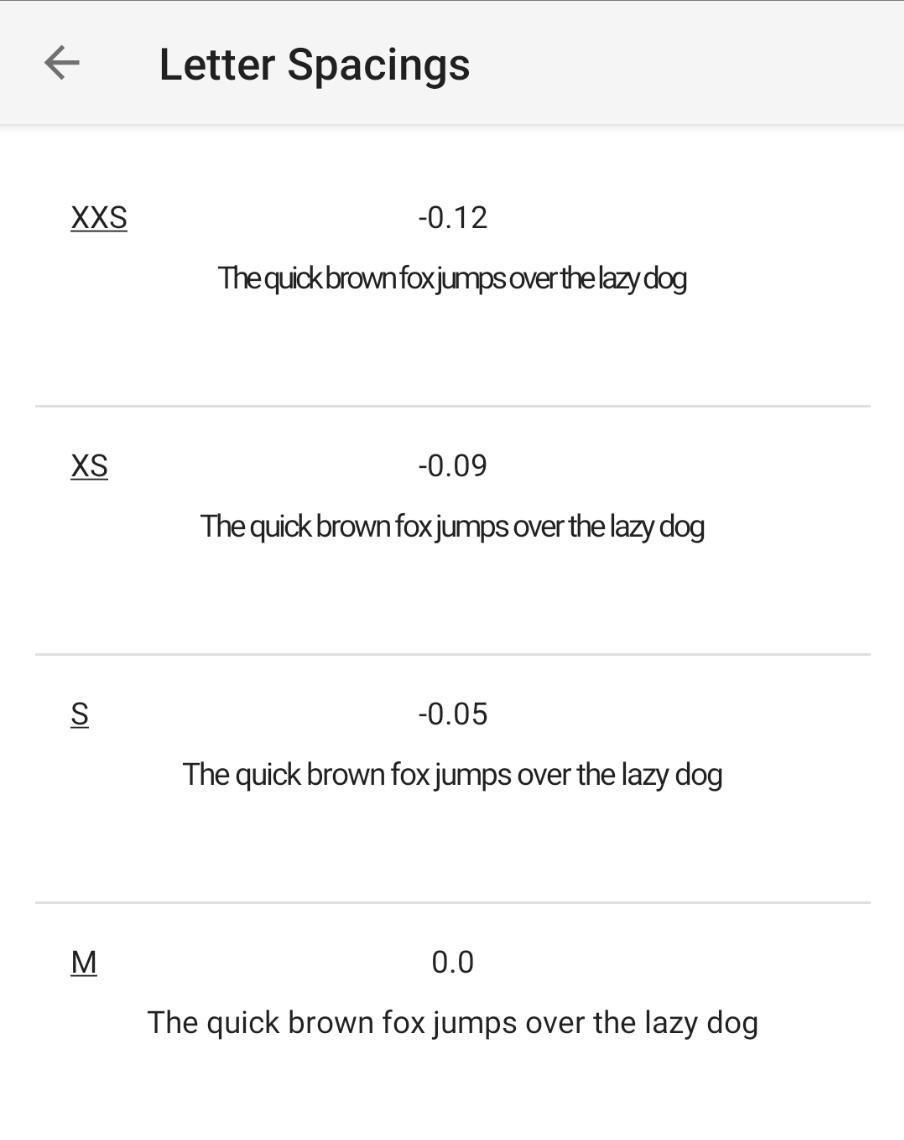 Letter Spacings
XXS -0.12
The quick brown fox jumps over the lazy dog
XS -0.09
The quick brown fox jumps over the lazy dog
S -0.05
The quick brown fox jumps over the lazy dog
M 0.0
The quick brown fox jumps over the lazy dog